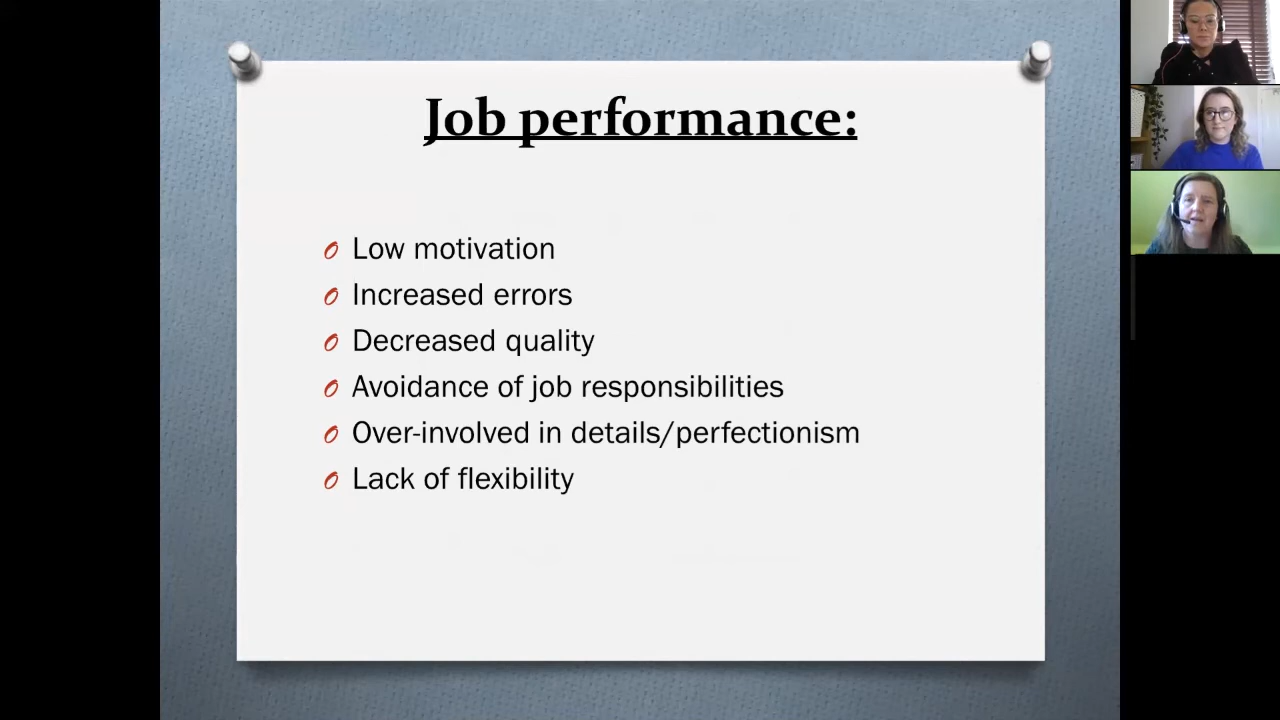 Job performance:
Low motivation
Increased errors
Decreased quality
Avoidance of job responsibilities
Over-involved in details/perfectionism
Lack of flexibility